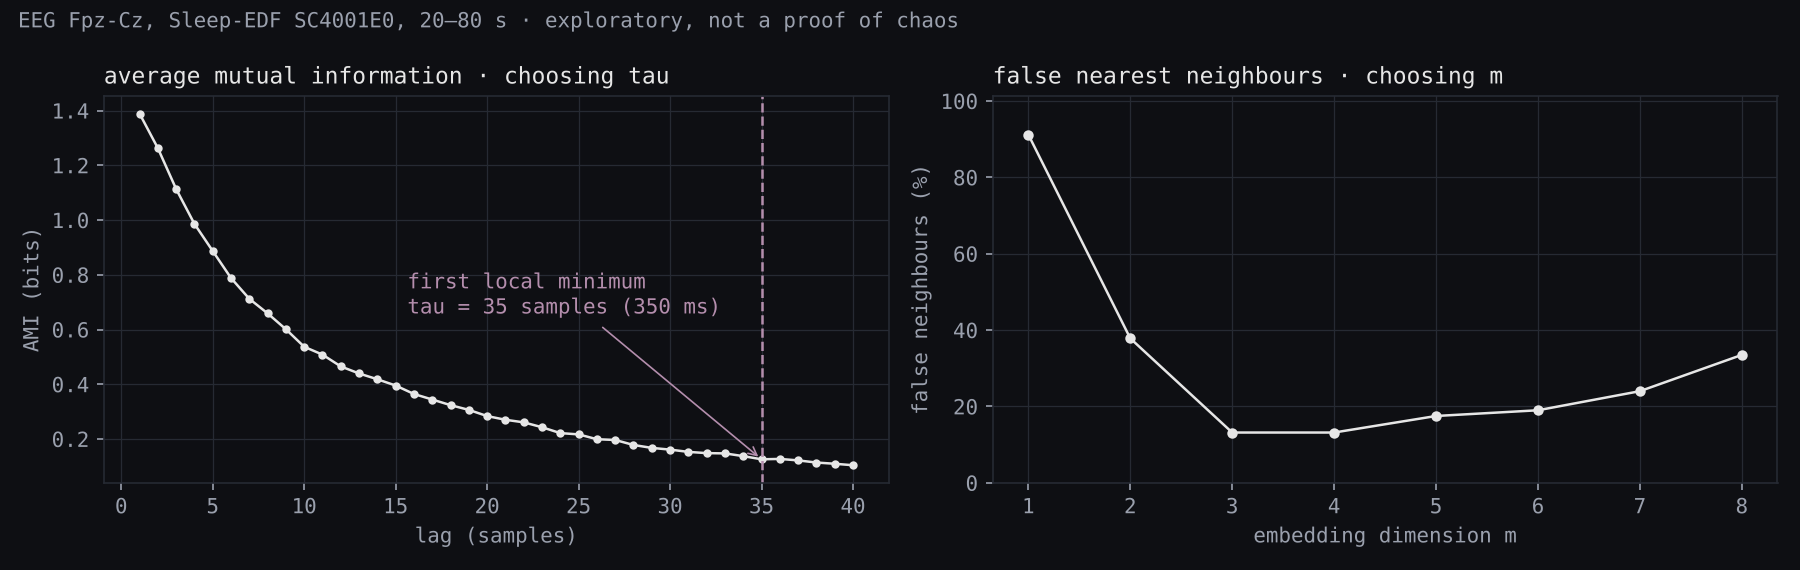 EEG Fpz-Cz, Sleep-EDF SC4001E0, 20–80 s · exploratory, not a proof of chaos
average mutual information · choosing tau
AMI (bits)
1.4
1.2
1.0
0.8
0.6
0.4
0.2
first local minimum
tau = 35 samples (350 ms)
0 5 10 15 20 25 30 35 40
lag (samples)
false nearest neighbours · choosing m
false neighbours (%)
100
80
60
40
20
0
1 2 3 4 5 6 7 8
embedding dimension m